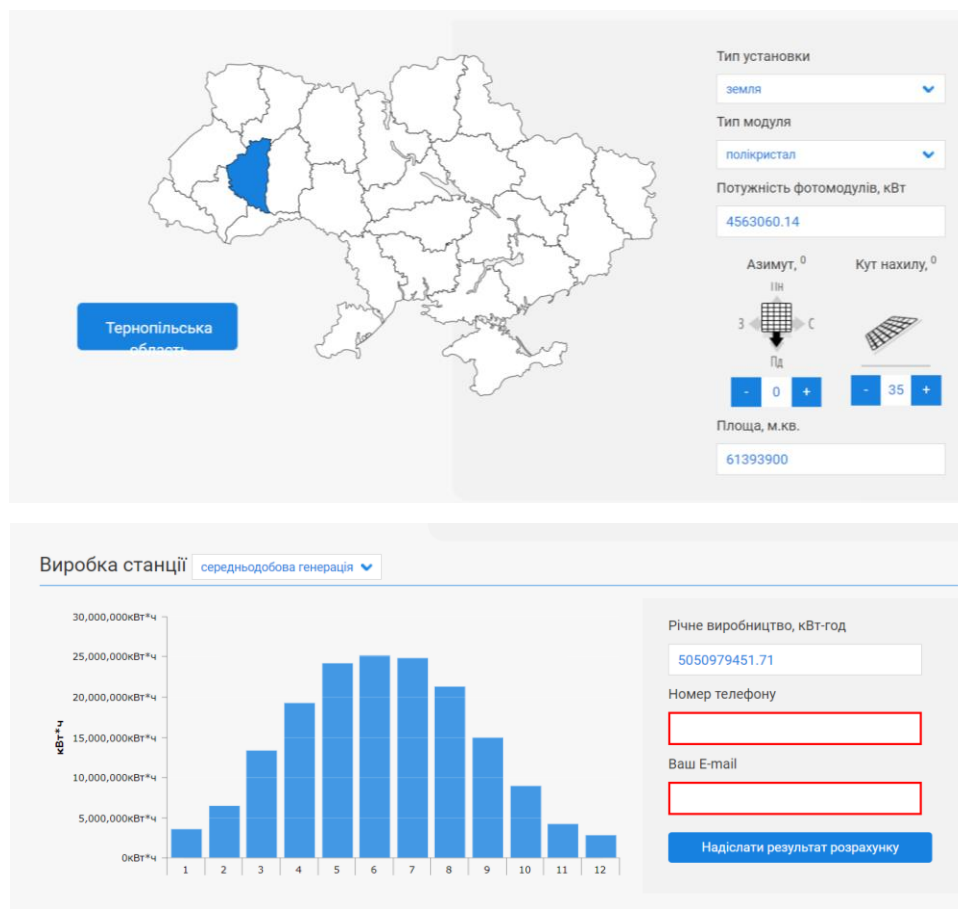 Тип установки
земля
Тип модуля
полікристал
Потужність фотомодулів, кВт
4563060.14
Азимут, 0
Кут нахилу, 0
Пн
З
С
Пд
- 0 +
- 35 +
Площа, м.кв.
61393900
Тернопільська
область
Виробка станції
середньодобова генерація
30,000,000кВт*ч
25,000,000кВт*ч
20,000,000кВт*ч
15,000,000кВт*ч
10,000,000кВт*ч
5,000,000кВт*ч
0кВт*ч
кВт*ч
1 2 3 4 5 6 7 8 9 10 11 12
Річне виробництво, кВт-год
5050979451.71
Номер телефону
Ваш E-mail
Надіслати результат розрахунку